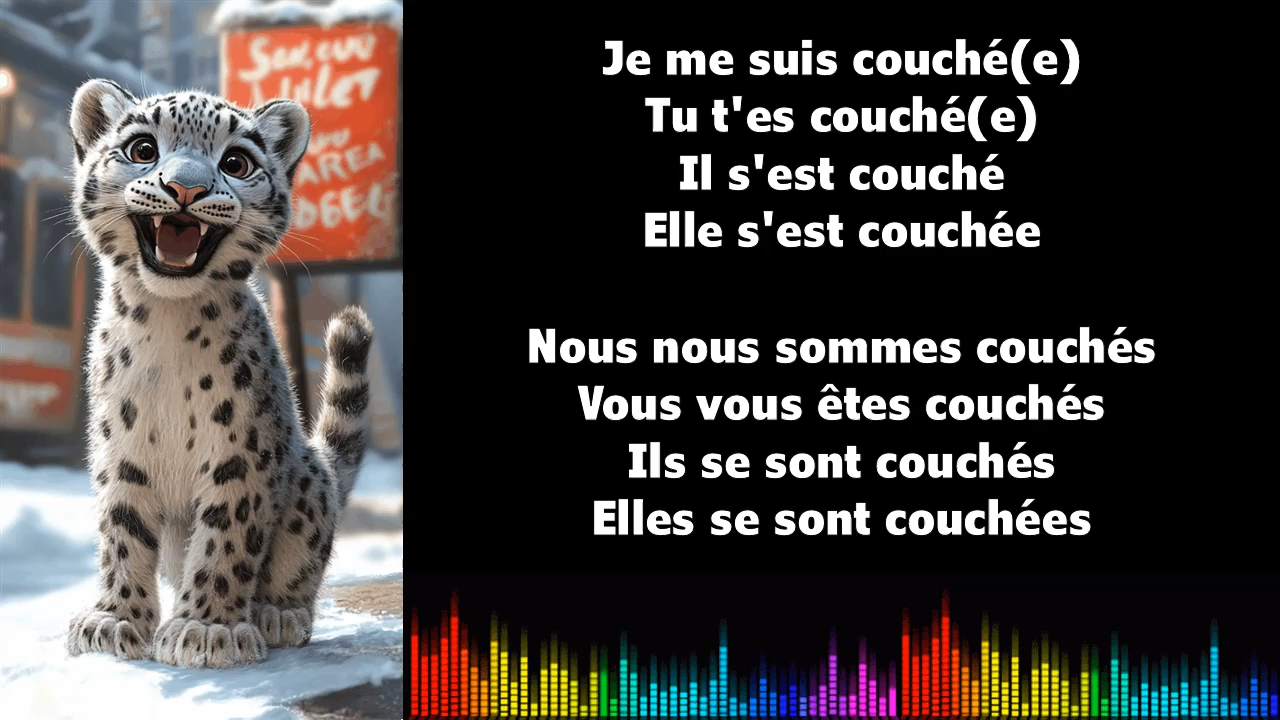 Je me suis couché(e)
Tu t'es couché(e)
Il s'est couché
Elle s'est couchée
Nous nous sommes couchés
Vous vous êtes couchés
Ils se sont couchés
Elles se sont couchées